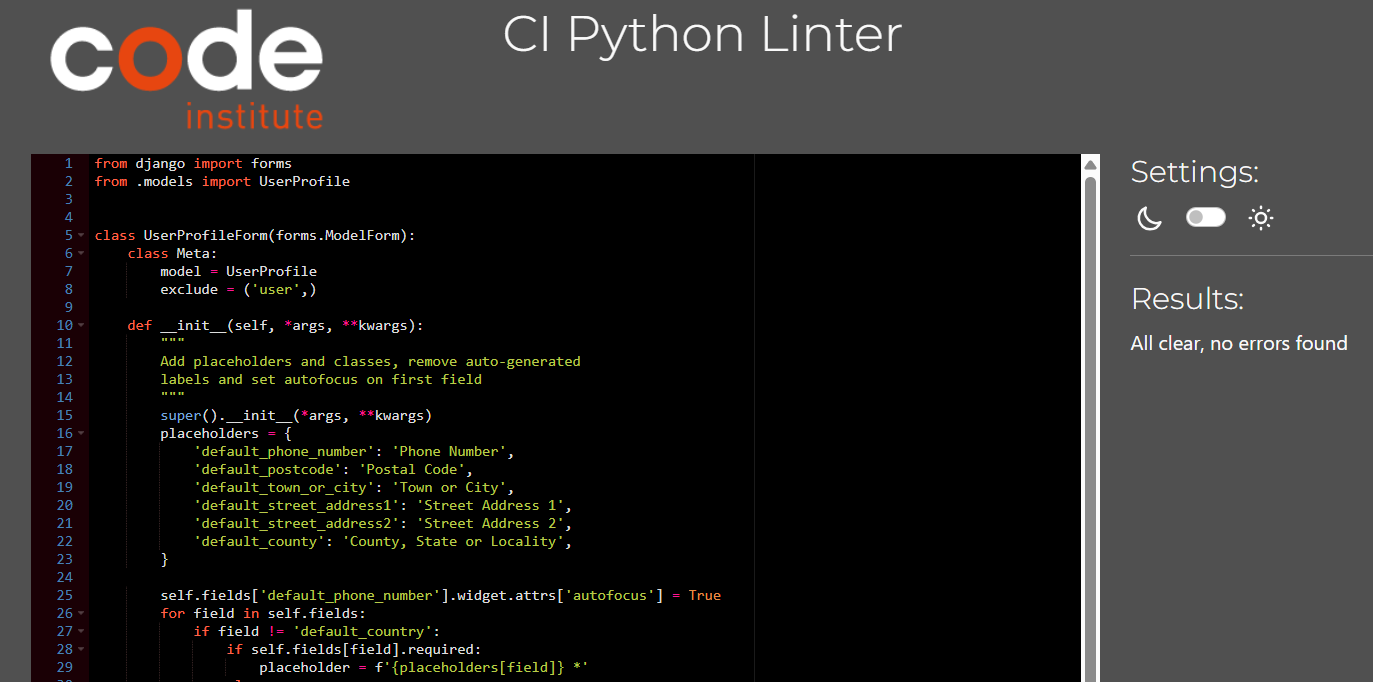 code
institute
CI Python Linter
1 from django import forms
2 from .models import UserProfile
3
4
5 class UserProfileForm(forms.ModelForm):
6     class Meta:
7         model = UserProfile
8         exclude = ('user',)
9
10     def __init__(self, *args, **kwargs):
11         """
12         Add placeholders and classes, remove auto-generated
13         labels and set autofocus on first field
14         """
15         super().__init__(*args, **kwargs)
16         placeholders = {
17             'default_phone_number': 'Phone Number',
18             'default_postcode': 'Postal Code',
19             'default_town_or_city': 'Town or City',
20             'default_street_address1': 'Street Address 1',
21             'default_street_address2': 'Street Address 2',
22             'default_county': 'County, State or Locality',
23         }
24
25         self.fields['default_phone_number'].widget.attrs['autofocus'] = True
26         for field in self.fields:
27             if field != 'default_country':
28                 if self.fields[field].required:
29                     placeholder = f'{placeholders[field]} *'
Settings:
Results:
All clear, no errors found